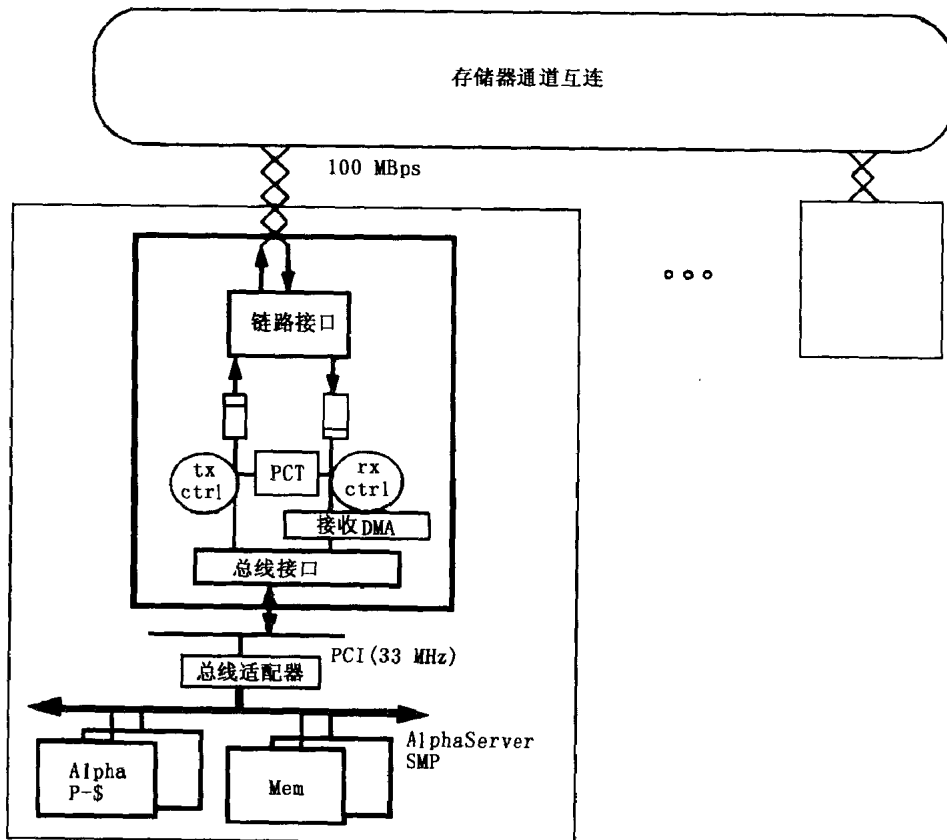 存储器通道互连
100 MBps
链路接口
tx
ctrl
PCT
rx
ctrl
接收DMA
总线接口
PCI(33 MHz)
总线适配器
AlphaServer
SMP
Alpha
P-$
Mem